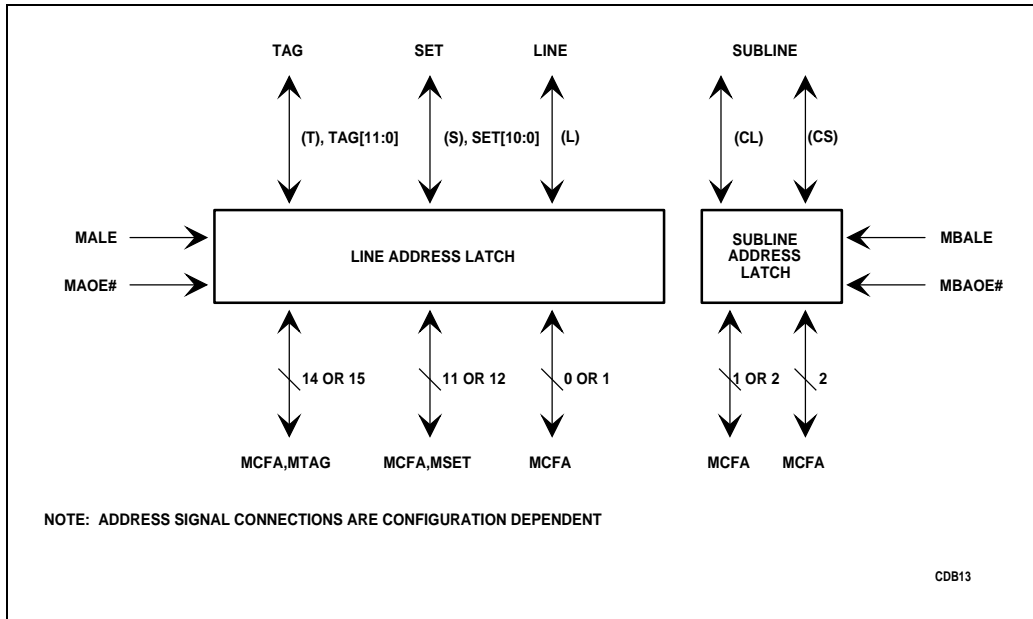 TAG SET LINE SUBLINE
(T), TAG[11:0] (S), SET[10:0] (L) (CL) (CS)
MALE
MAOE#
LINE ADDRESS LATCH
SUBLINE
ADDRESS
LATCH
MBALE
MBAOE#
14 OR 15 11 OR 12 0 OR 1 1 OR 2 2
MCFA,MTAG MCFA,MSET MCFA MCFA MCFA
NOTE: ADDRESS SIGNAL CONNECTIONS ARE CONFIGURATION DEPENDENT
CDB13